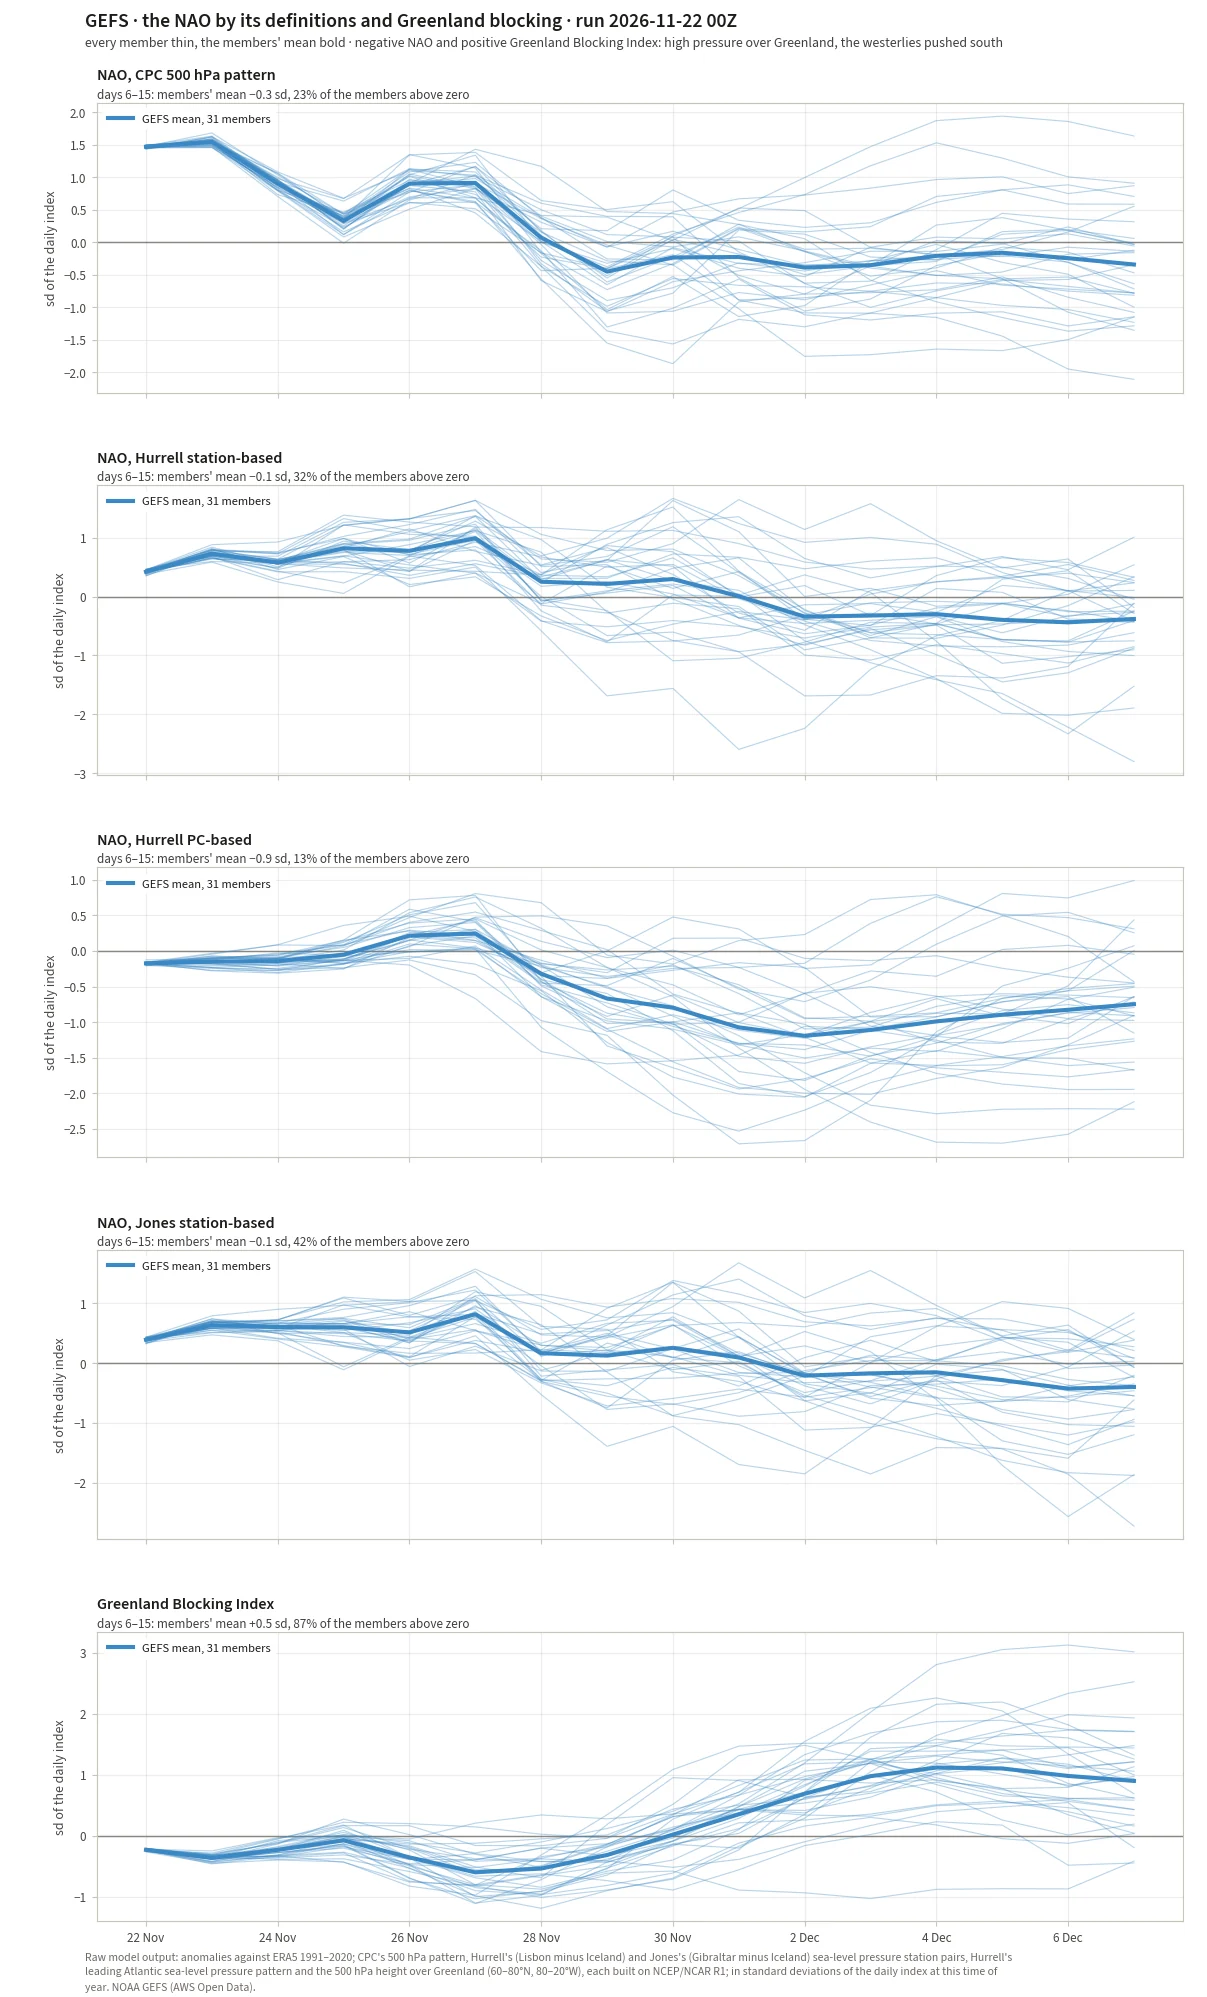 GEFS · the NAO by its definitions and Greenland blocking · run 2026-11-22 00Z
every member thin, the members' mean bold · negative NAO and positive Greenland Blocking Index: high pressure over Greenland, the westerlies pushed south
NAO, CPC 500 hPa pattern
days 6–15: members' mean −0.3 sd, 23% of the members above zero
GEFS mean, 31 members
sd of the daily index
2.0
1.5
1.0
0.5
0.0
−0.5
−1.0
−1.5
−2.0
NAO, Hurrell station-based
days 6–15: members' mean −0.1 sd, 32% of the members above zero
GEFS mean, 31 members
sd of the daily index
1
0
−1
−2
−3
NAO, Hurrell PC-based
days 6–15: members' mean −0.9 sd, 13% of the members above zero
GEFS mean, 31 members
sd of the daily index
1.0
0.5
0.0
−0.5
−1.0
−1.5
−2.0
−2.5
NAO, Jones station-based
days 6–15: members' mean −0.1 sd, 42% of the members above zero
GEFS mean, 31 members
sd of the daily index
1
0
−1
−2
Greenland Blocking Index
days 6–15: members' mean +0.5 sd, 87% of the members above zero
GEFS mean, 31 members
sd of the daily index
3
2
1
0
−1
22 Nov 24 Nov 26 Nov 28 Nov 30 Nov 2 Dec 4 Dec 6 Dec
Raw model output: anomalies against ERA5 1991–2020; CPC's 500 hPa pattern, Hurrell's (Lisbon minus Iceland) and Jones's (Gibraltar minus Iceland) sea-level pressure station pairs, Hurrell's
leading Atlantic sea-level pressure pattern and the 500 hPa height over Greenland (60–80°N, 80–20°W), each built on NCEP/NCAR R1; in standard deviations of the daily index at this time of
year. NOAA GEFS (AWS Open Data).